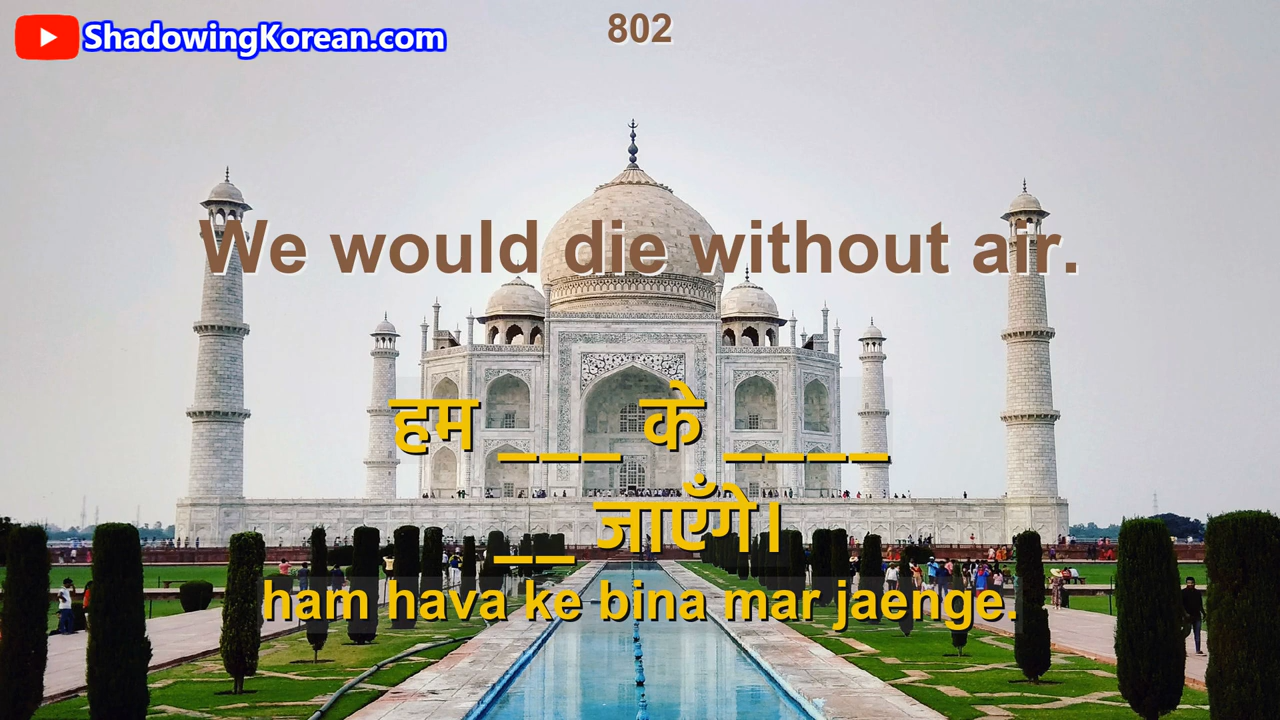 ShadowingKorean.com
802
We would die without air.
हम ___ के ____
__ जाएँगे।
ham hava ke bina mar jaenge.